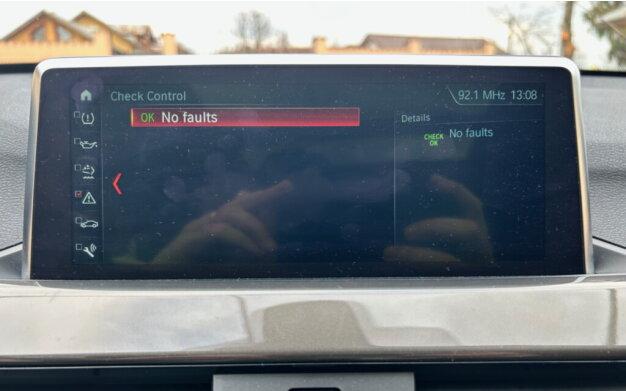 Check Control
92.1 MHz 13:08
OK No faults
Details
CHECK OK
No faults